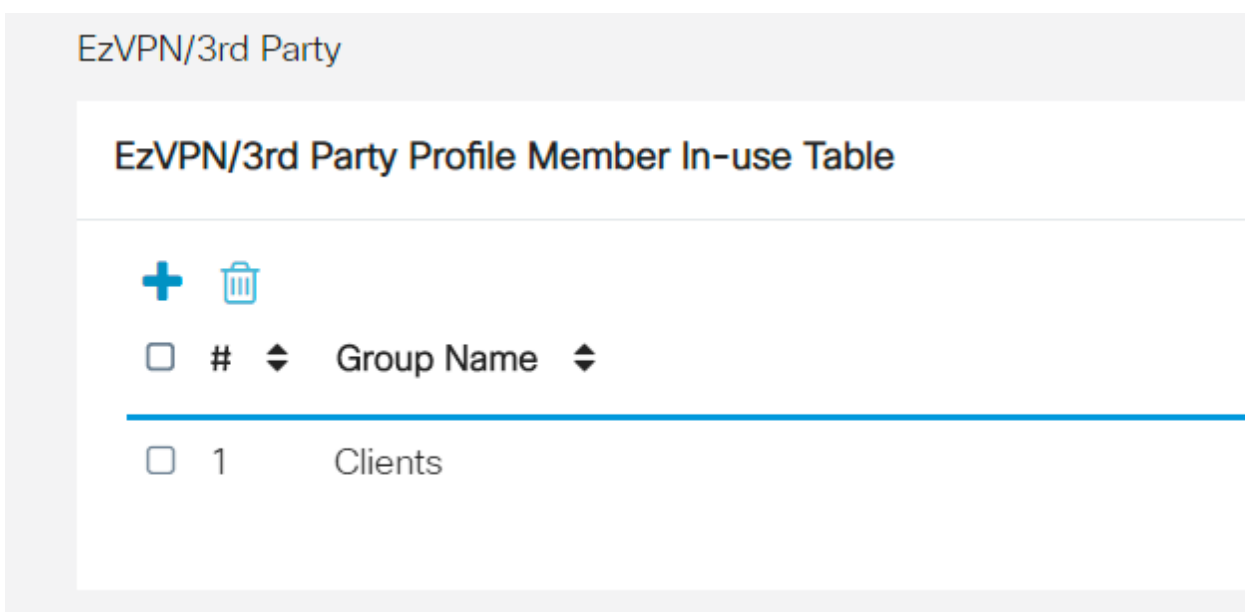 EzVPN/3rd Party
EzVPN/3rd Party Profile Member In-use Table
# Group Name
1 Clients